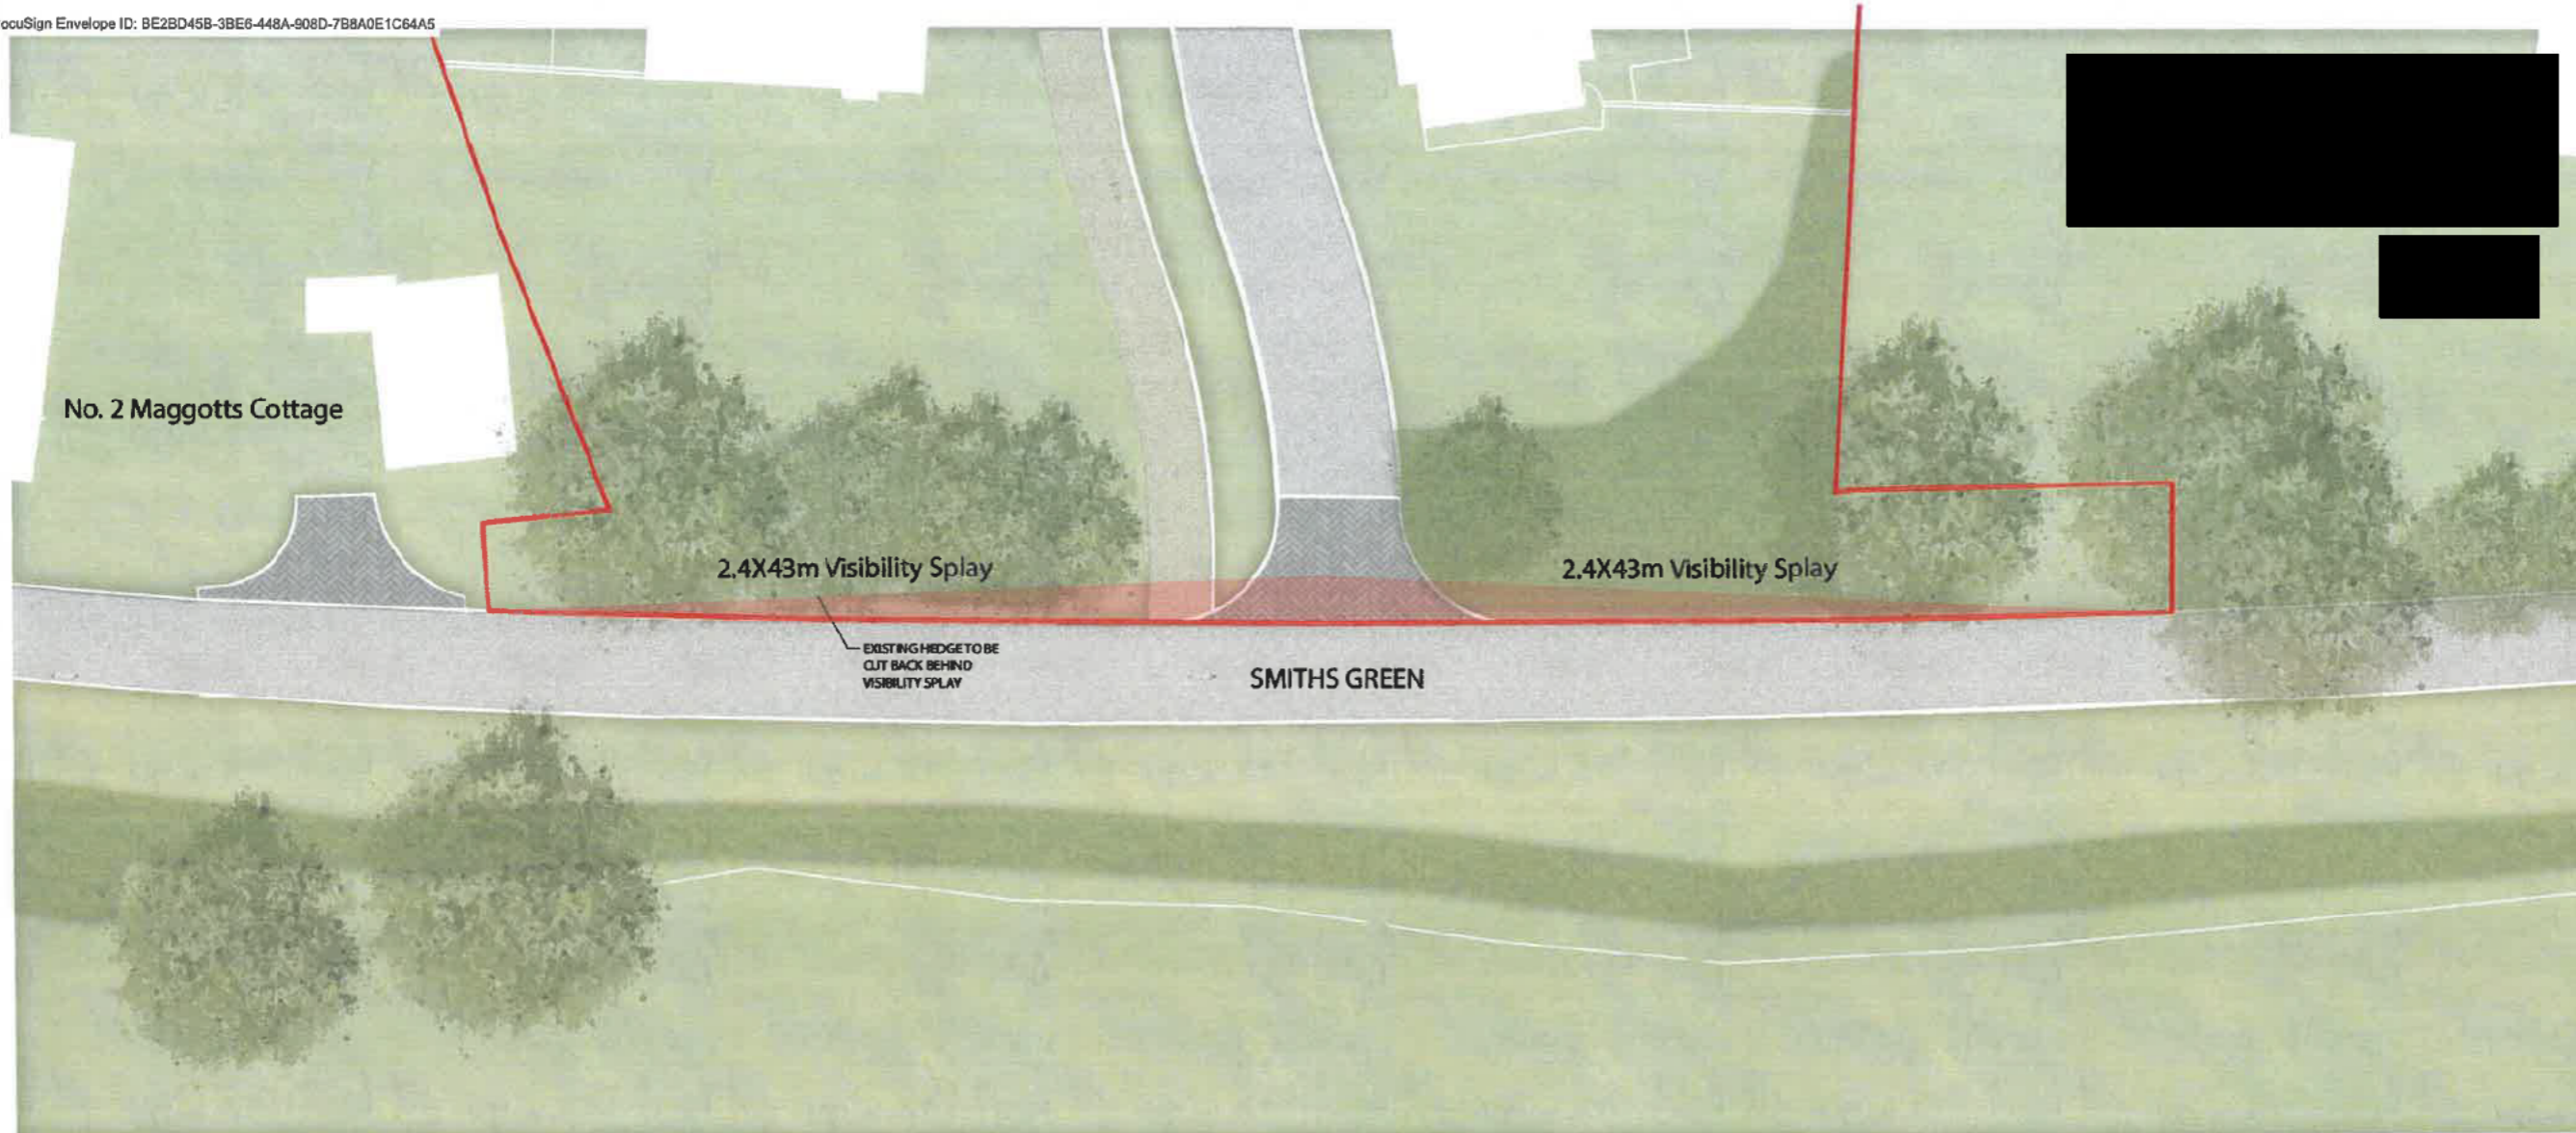 ocuSign Envelope ID: BE2BD45B-3BE6-448A-908D-7B8A0E1C64A5
No. 2 Maggotts Cottage
2.4X43m Visibility Splay
2.4X43m Visibility Splay
EXISTING HEDGE TO BE
CUT BACK BEHIND
VISIBILITY SPLAY
SMITHS GREEN